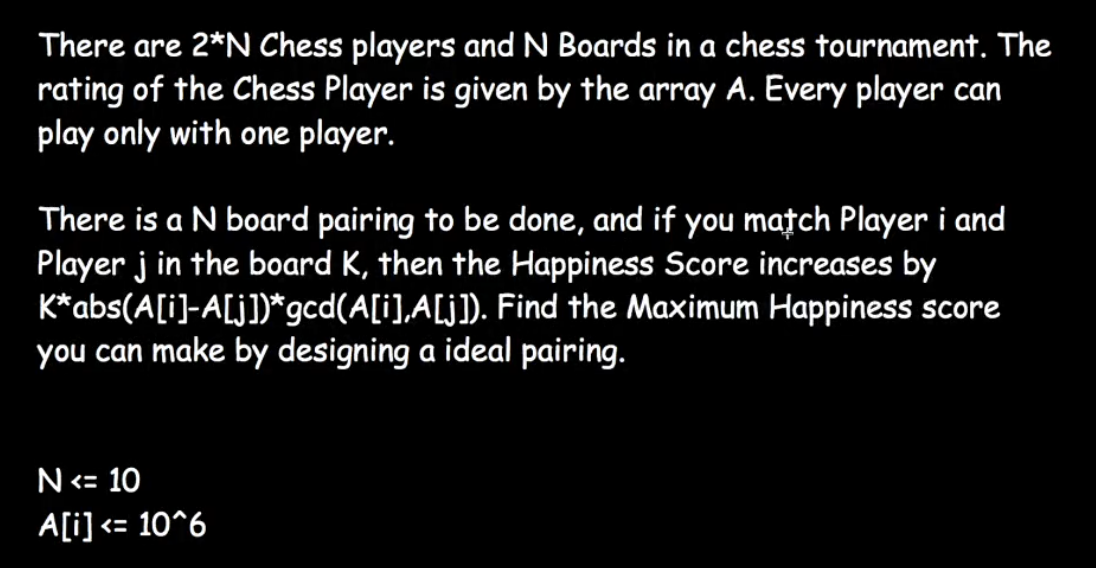 There are 2*N Chess players and N Boards in a chess tournament. The
rating of the Chess Player is given by the array A. Every player can
play only with one player.
There is a N board pairing to be done, and if you match Player i and
Player j in the board K, then the Happiness Score increases by
K*abs(A[i]-A[j])*gcd(A[i],A[j]). Find the Maximum Happiness score
you can make by designing a ideal pairing.
N <= 10
A[i] <= 10^6